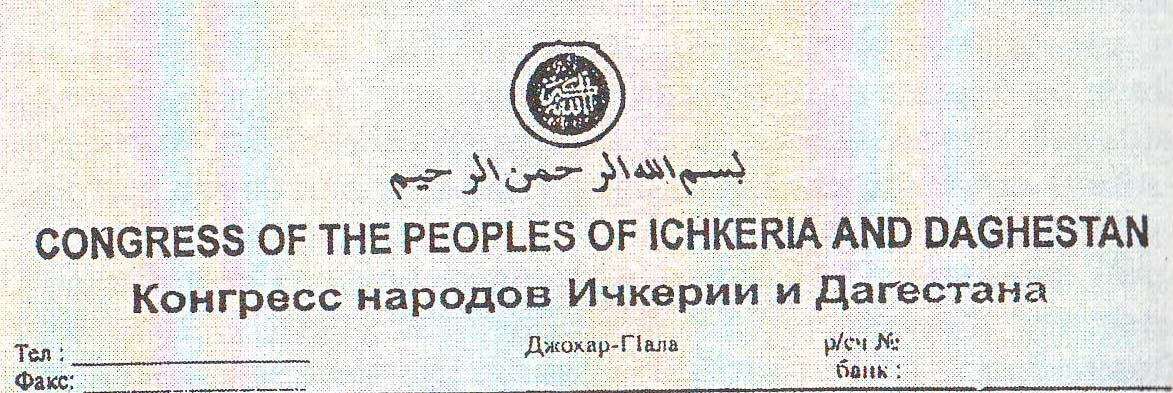 بسم الله الرحمن الرحيم
CONGRESS OF THE PEOPLES OF ICHKERIA AND DAGHESTAN
Конгресс народов Ичкерии и Дагестана
Джохар-ГIала
Тел :
р/сч №:
Факс:
банк :